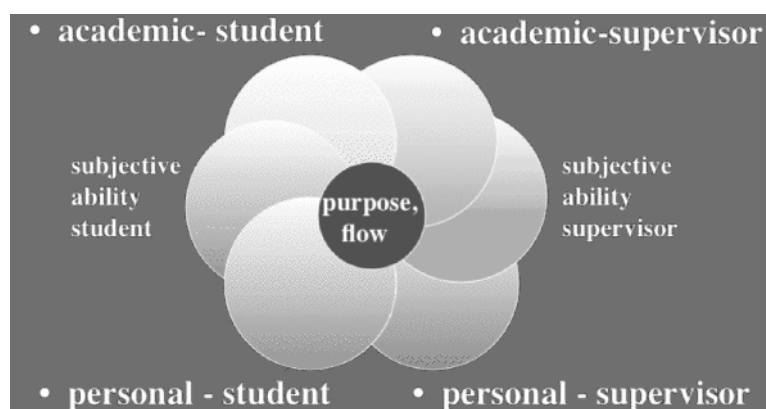 • academic- student
• academic-supervisor
subjective
ability
student
purpose,
flow
subjective
ability
supervisor
• personal - student
• personal - supervisor